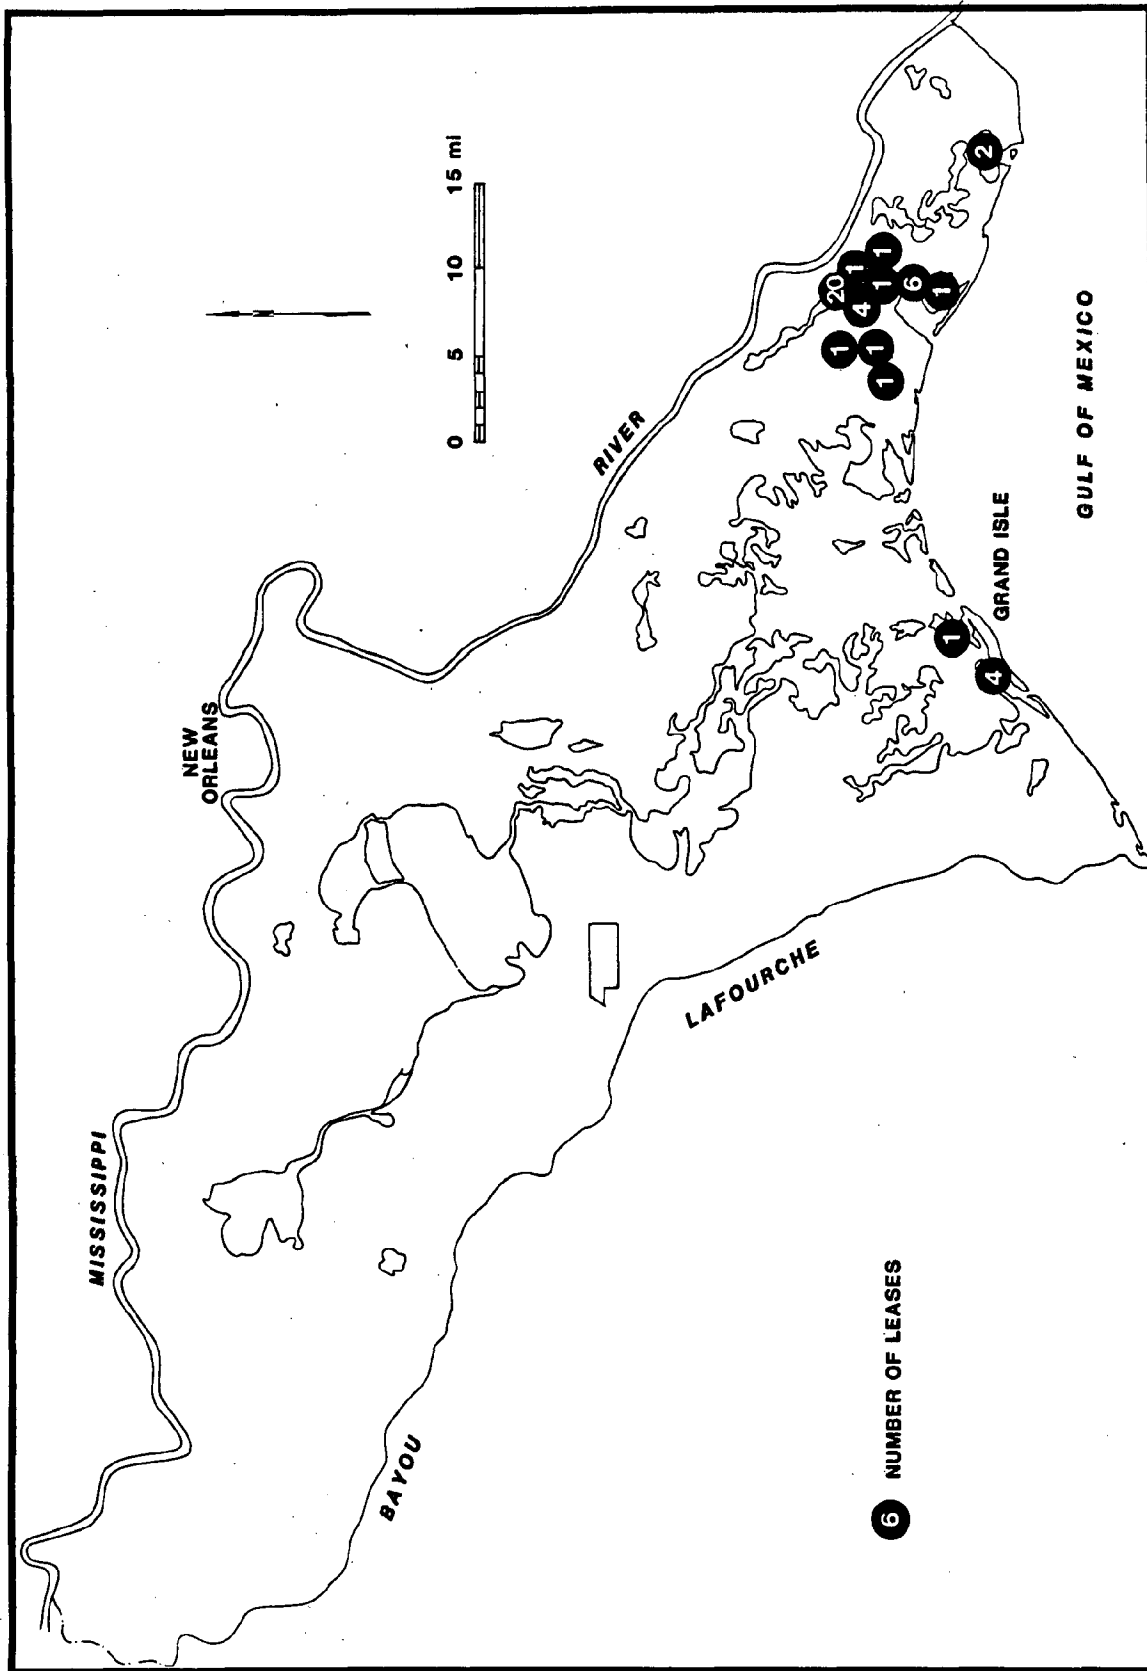 MISSISSIPPI
NEW
ORLEANS
N
0 5 10 15 mi
RIVER
BAYOU
LAFOURCHE
20
1
1
4
1
1
1
1
6
1
2
1
4
6 NUMBER OF LEASES
GRAND ISLE
GULF OF MEXICO